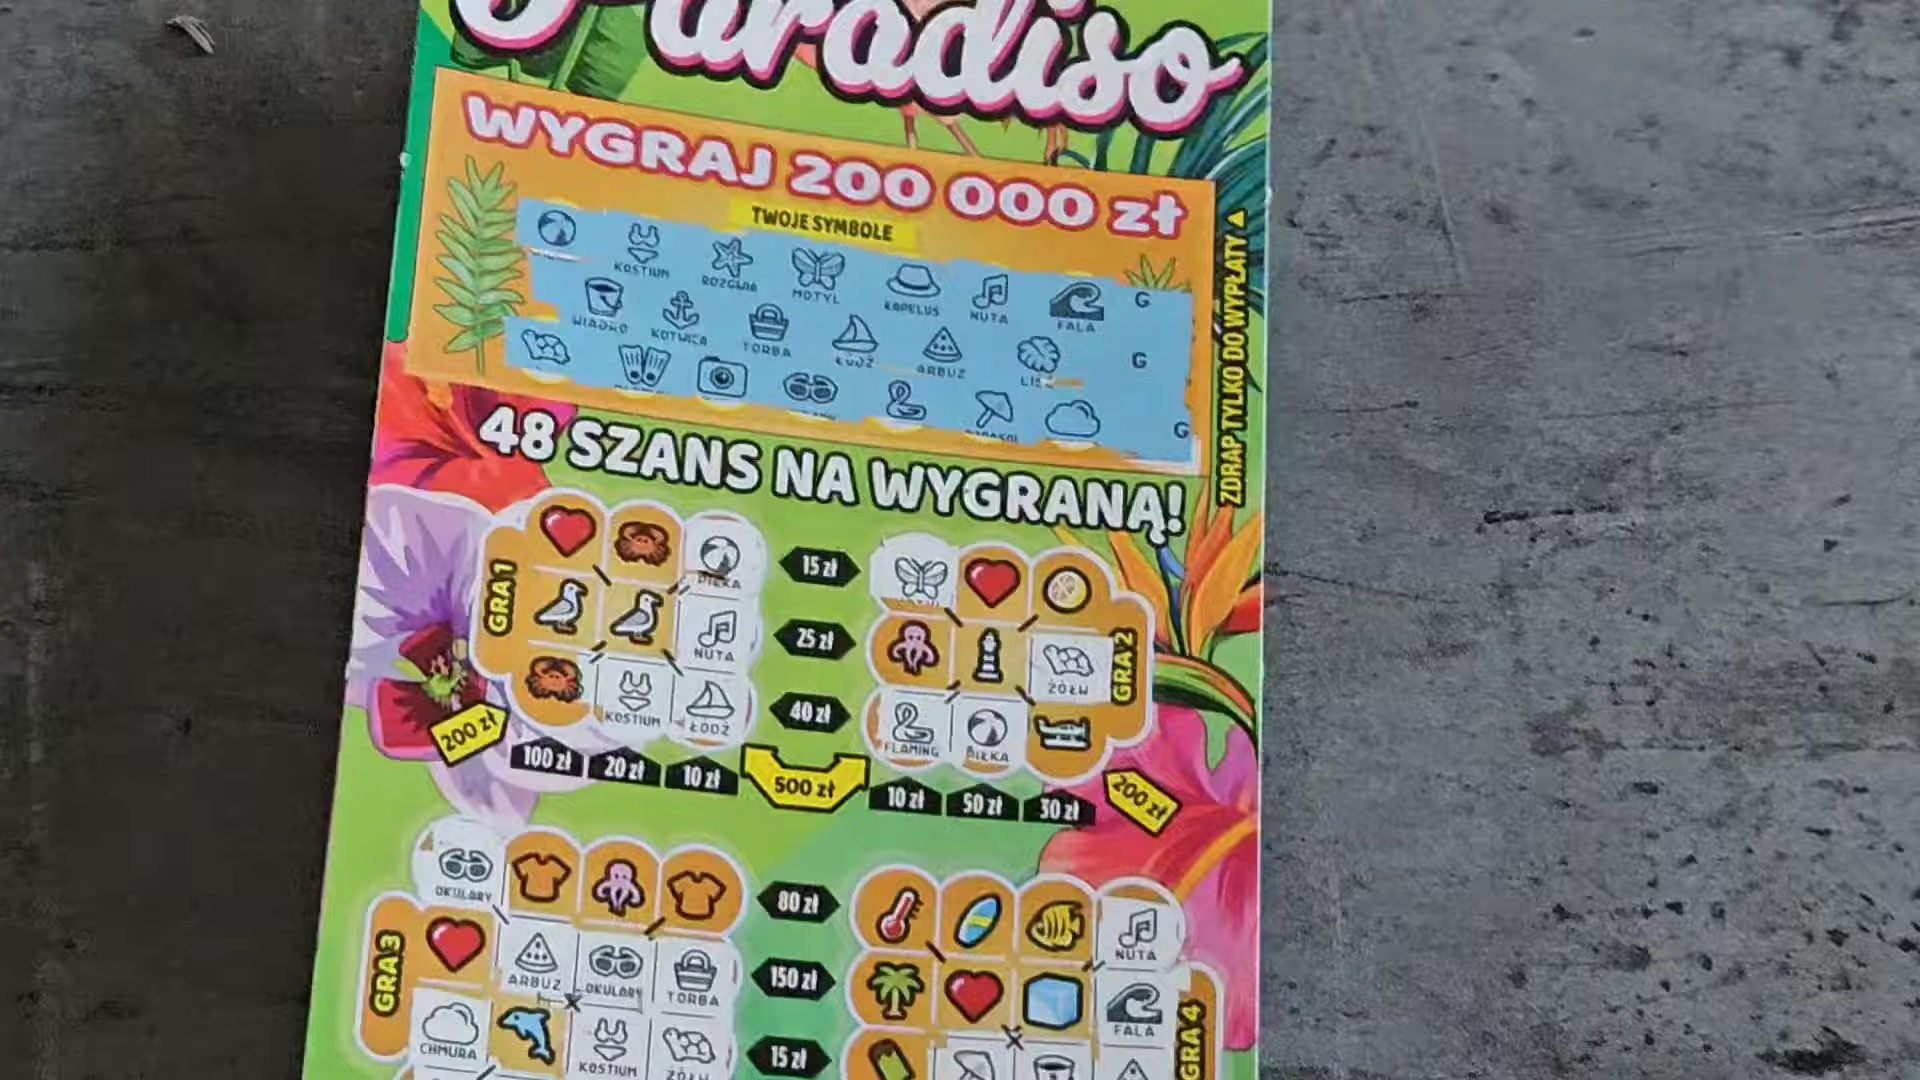 Paradiso
WYGRAJ 200 000 zł
TWOJE SYMBOLE
KOSTIUM
ROZGWIA
MOTYL
KAPELUS
NUTA
FALA
G
WIADRO
KOTWICA
TORBA
ŁÓDŹ
ARBUZ
G
G
ZDRAP TYLKO DO WYPŁATY
48 SZANS NA WYGRANĄ!
GRA 1
PIŁKA
NUTA
KOSTIUM ŁÓDŹ
200 zł
100 zł 20 zł 10 zł
15 zł
25 zł
40 zł
500 zł
GRA 2
ŻÓŁW
FLAMING PIŁKA
10 zł 50 zł 30 zł
200 zł
GRA 3
OKULARY
ARBUZ OKULARY TORBA
CHMURA KOSTIUM ŻÓŁW
80 zł
150 zł
15 zł
GRA 4
NUTA
FALA